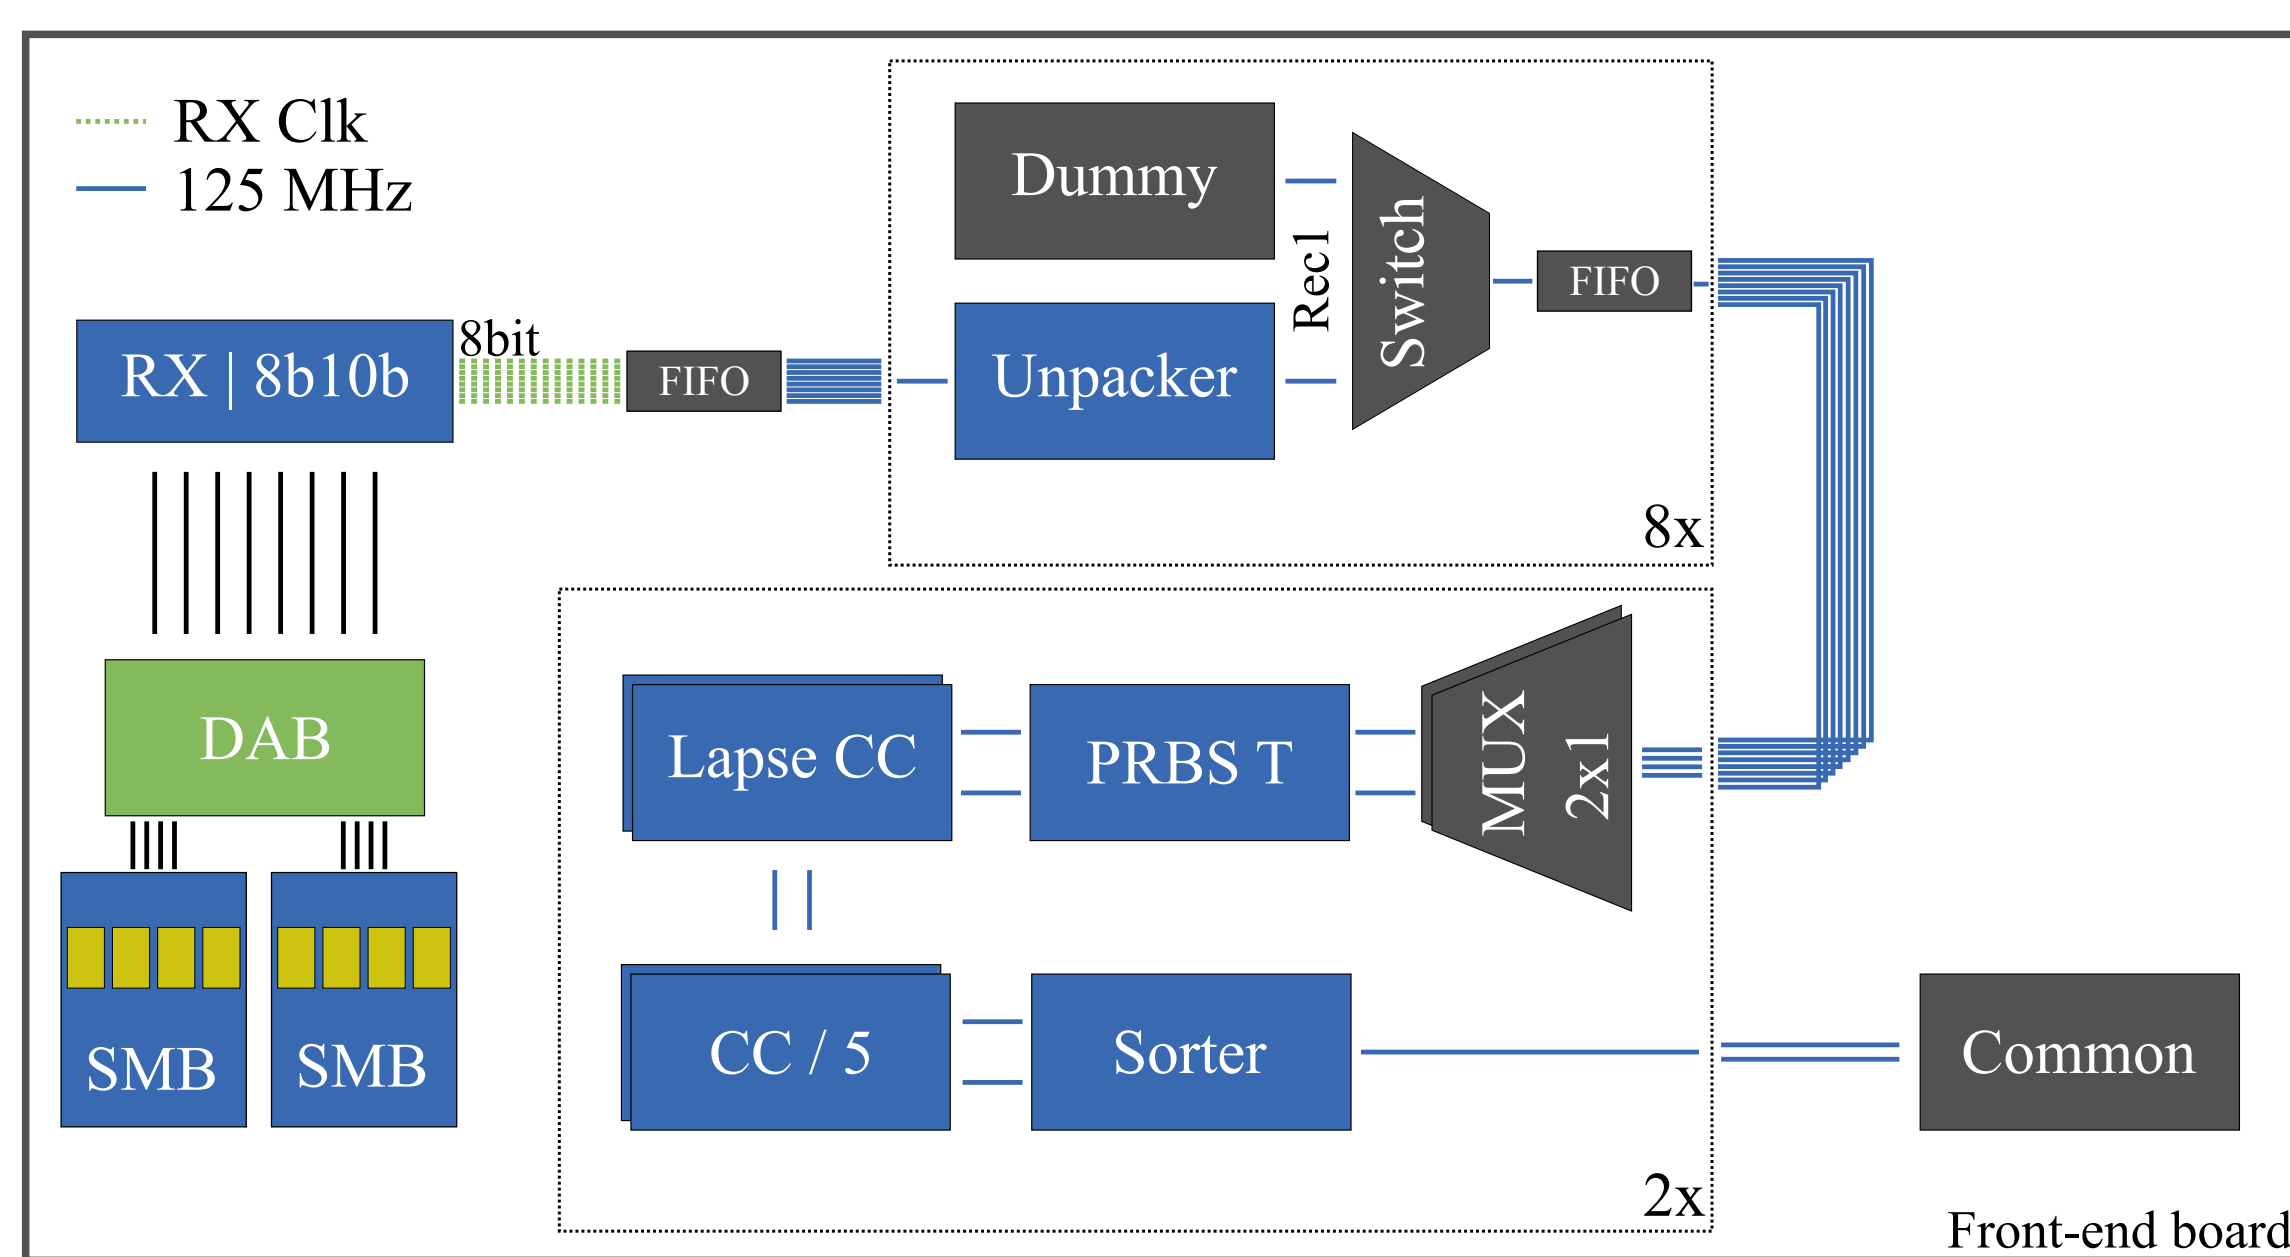 RX Clk
125 MHz
Dummy
Rec1
Switch
FIFO
RX | 8b10b
8bit
FIFO
Unpacker
8x
DAB
Lapse CC
PRBS T
MUX
2x1
SMB
SMB
CC / 5
Sorter
Common
2x
Front-end board